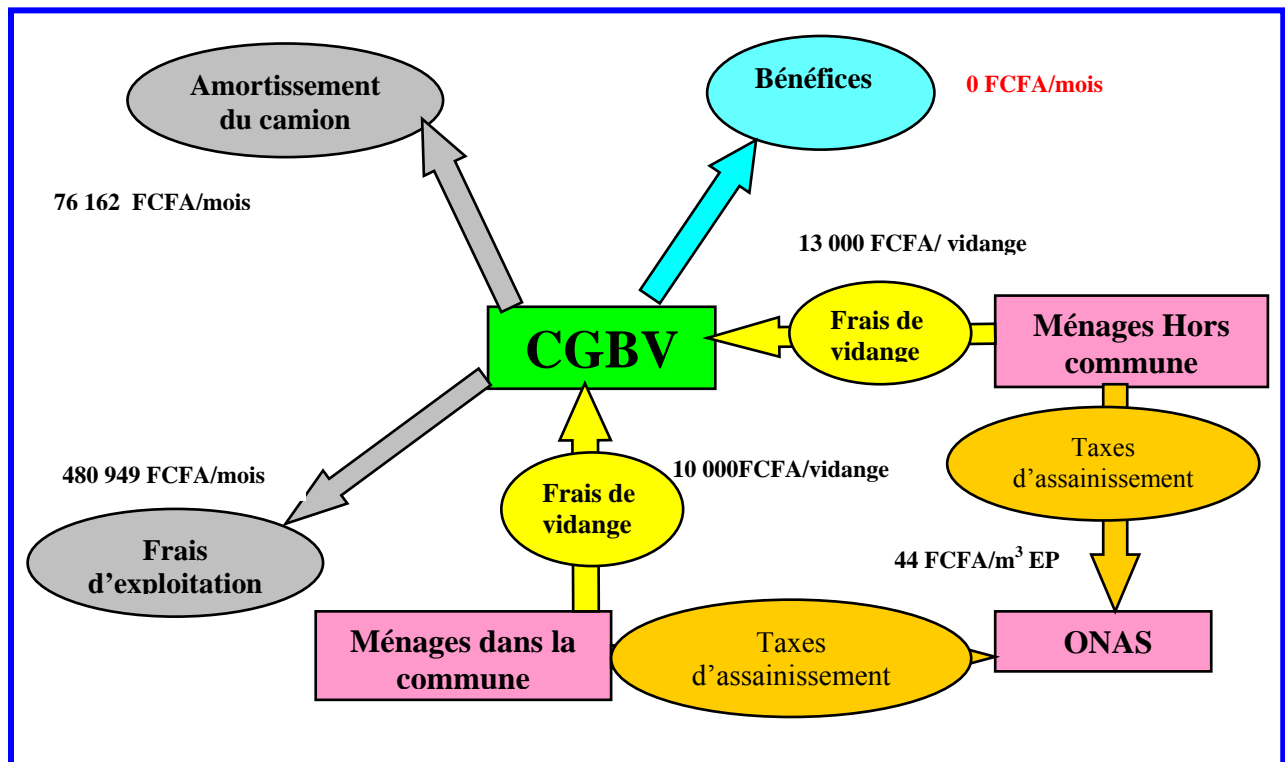 Amortissement
du camion
Bénéfices
0 FCFA/mois
76 162 FCFA/mois
13 000 FCFA/ vidange
CGBV
Frais de
vidange
Ménages Hors
commune
480 949 FCFA/mois
10 000FCFA/vidange
Frais de
vidange
Taxes
d'assainissement
Frais
d'exploitation
44 FCFA/m³ EP
Ménages dans la
commune
Taxes
d'assainissement
ONAS